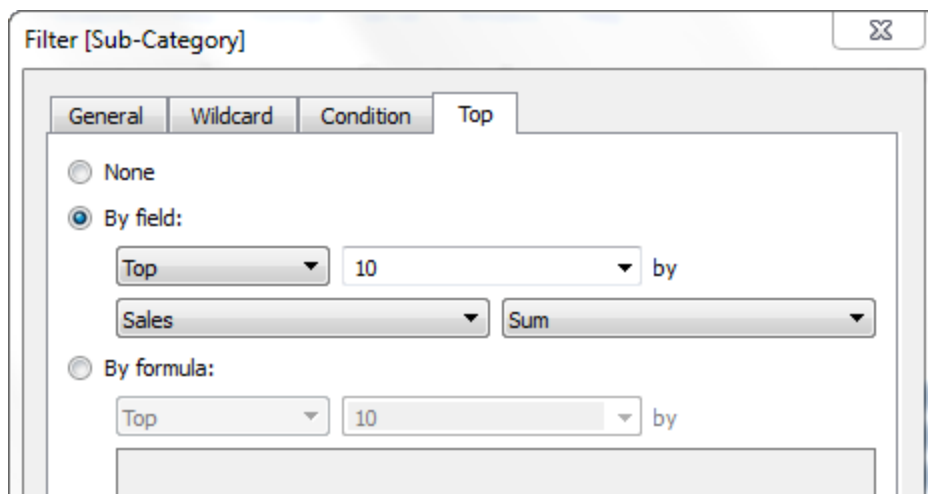 Filter [Sub-Category]
General Wildcard Condition Top
None
By field:
Top 10 by
Sales Sum
By formula:
Top 10 by